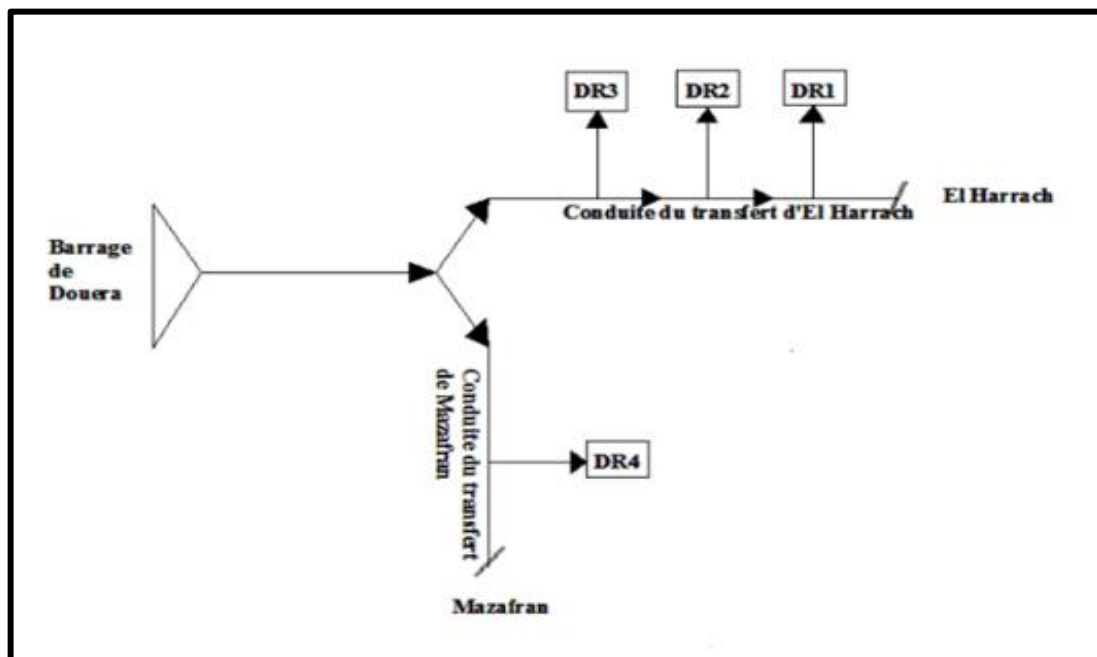 DR3
DR2
DR1
El Harrach
Conduite du transfert d'El Harrach
Barrage
de
Douera
Conduite du transfert
de Mazafran
DR4
Mazafran